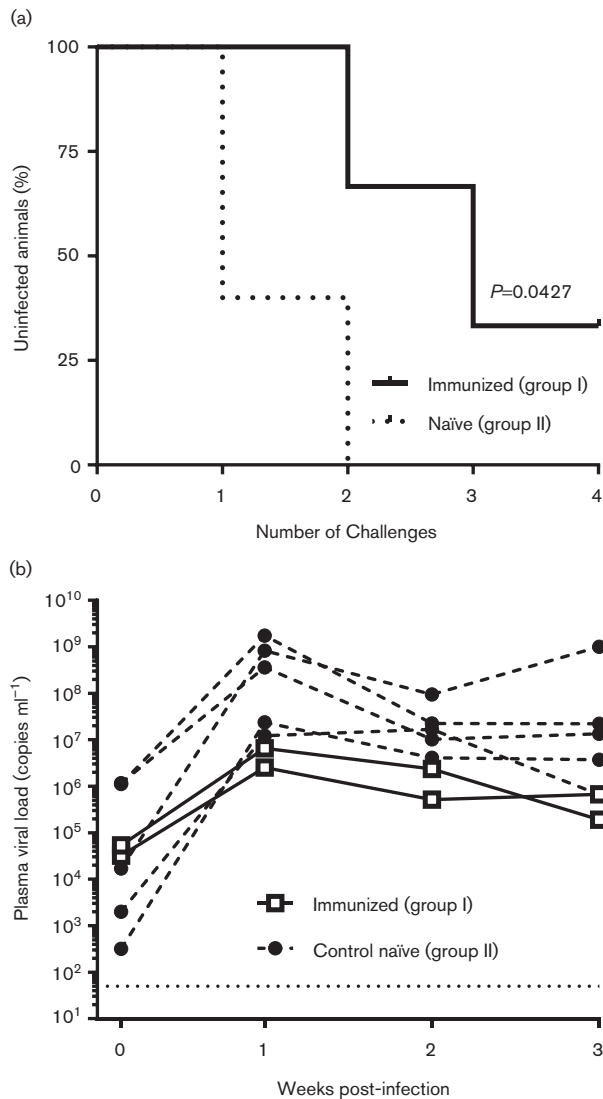 (a)
100
75
50
25
0
Uninfected animals (%)
P=0.0427
Immunized (group I)
Naïve (group II)
0 1 2 3 4
Number of Challenges
(b)
10¹⁰
10⁹
10⁸
10⁷
10⁶
10⁵
10⁴
10³
10²
10¹
Plasma viral load (copies ml⁻¹)
Immunized (group I)
Control naïve (group II)
0 1 2 3
Weeks post-infection